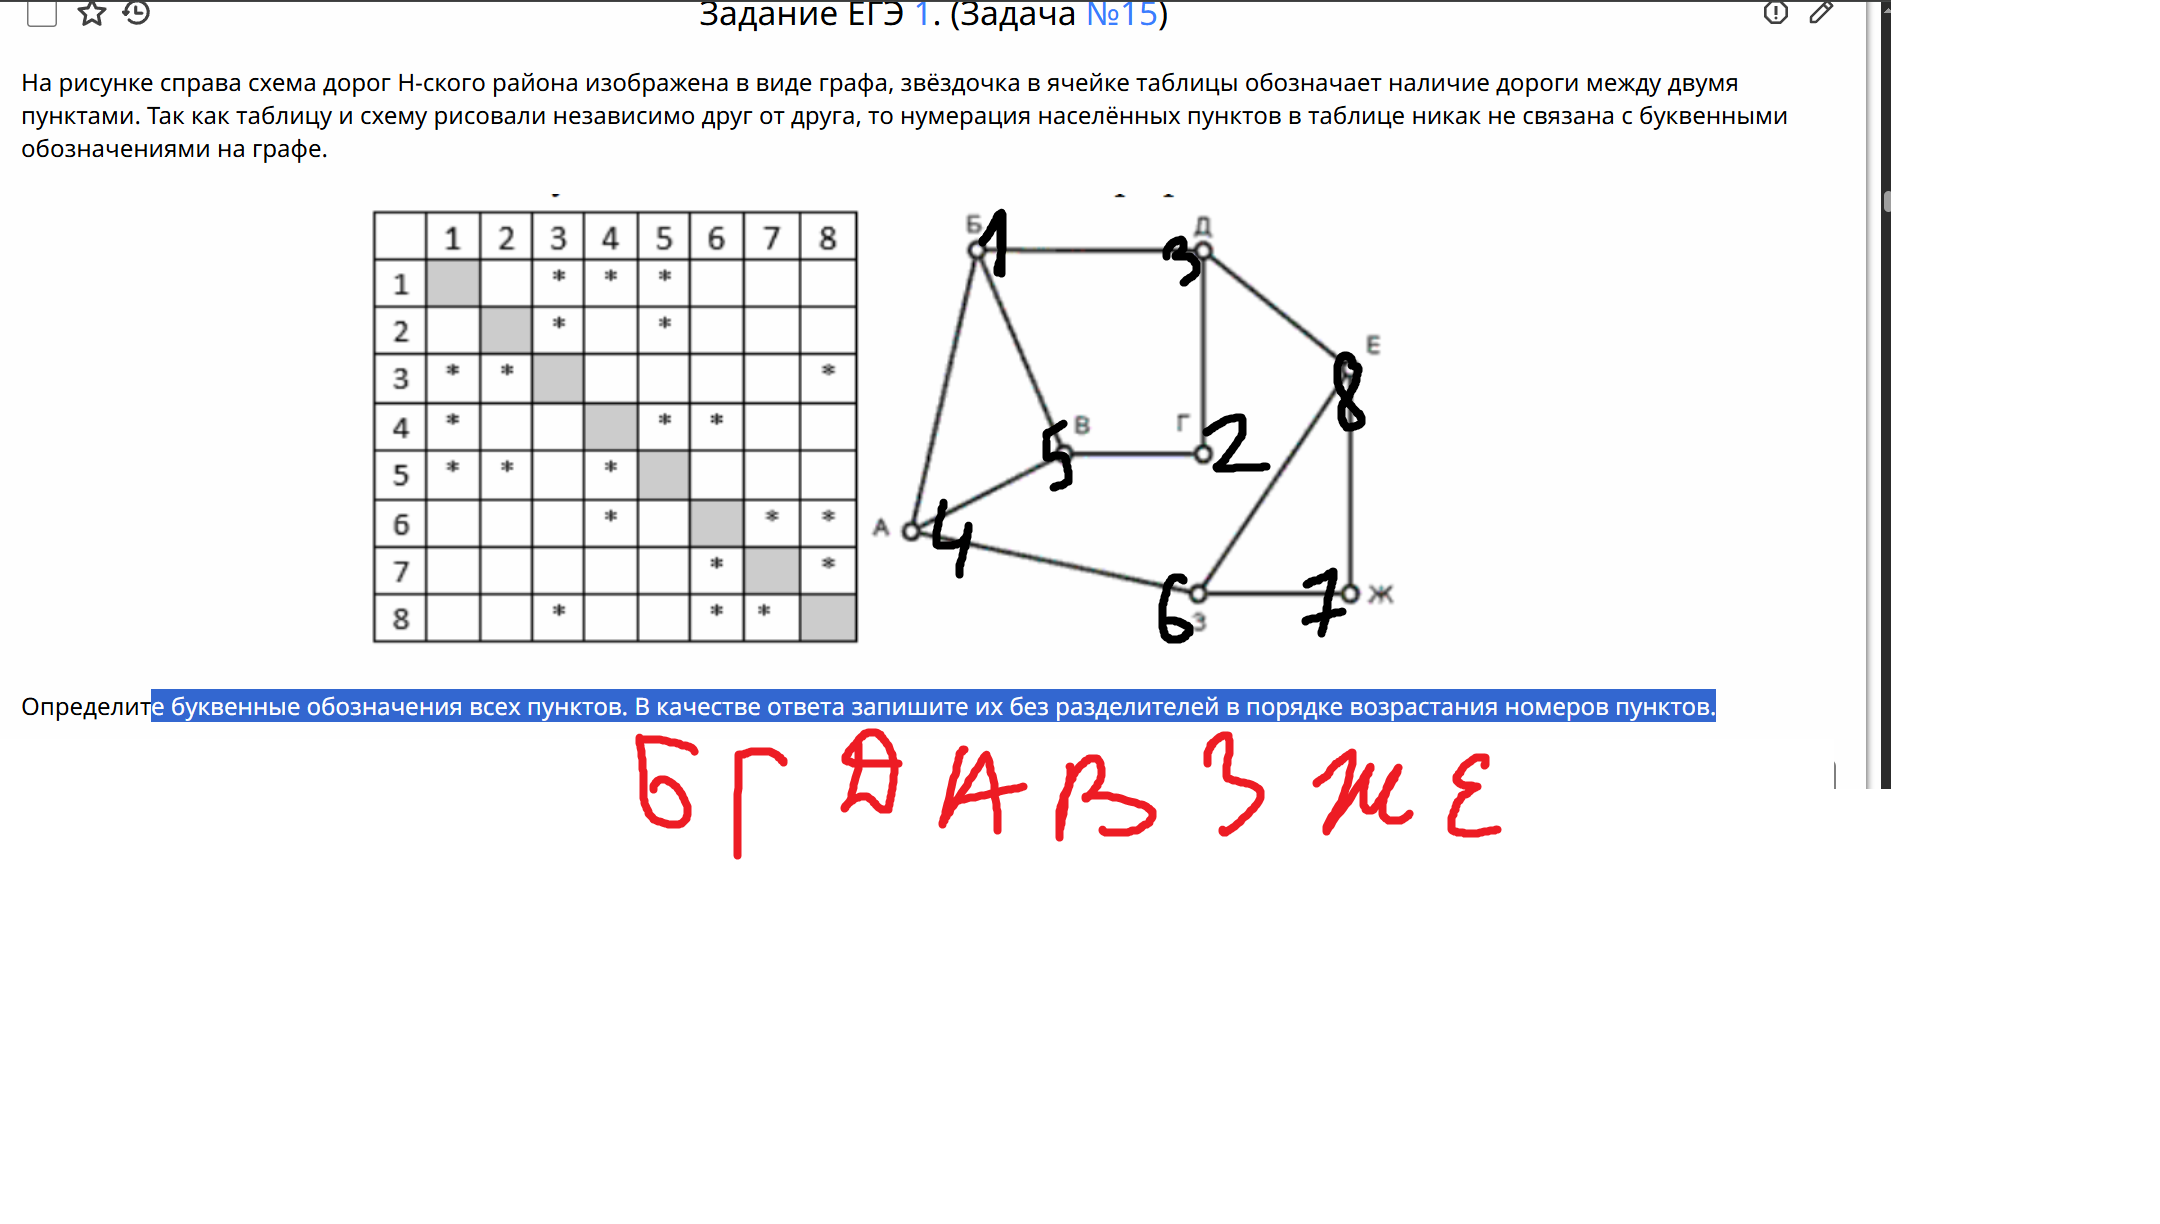 Задание ЕГЭ 1. (Задача №15)
На рисунке справа схема дорог Н-ского района изображена в виде графа, звёздочка в ячейке таблицы обозначает наличие дороги между двумя
пунктами. Так как таблицу и схему рисовали независимо друг от друга, то нумерация населённых пунктов в таблице никак не связана с буквенными
обозначениями на графе.
1 2 3 4 5 6 7 8
1 * * *
2 * *
3 * * *
4 * * *
5 * * *
6 * * *
7 * *
8 * * *
Б 1 Д 3
Е 8
В 5 Г 2
А 4
6 З 7 Ж
Определите буквенные обозначения всех пунктов. В качестве ответа запишите их без разделителей в порядке возрастания номеров пунктов.
Б Г Д А В З Ж Е